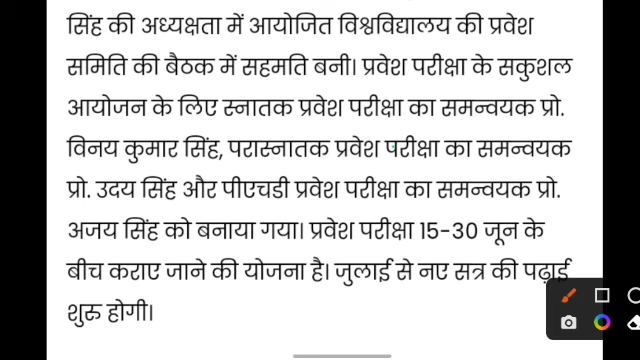 सिंह की अध्यक्षता में आयोजित विश्वविद्यालय की प्रवेश
समिति की बैठक में सहमति बनी। प्रवेश परीक्षा के सकुशल
आयोजन के लिए स्नातक प्रवेश परीक्षा का समन्वयक प्रो.
विनय कुमार सिंह, परास्नातक प्रवेश परीक्षा का समन्वयक
प्रो. उदय सिंह और पीएचडी प्रवेश परीक्षा का समन्वयक प्रो.
अजय सिंह को बनाया गया। प्रवेश परीक्षा 15-30 जून के
बीच कराए जाने की योजना है। जुलाई से नए सत्र की पढ़ाई
शुरु होगी।